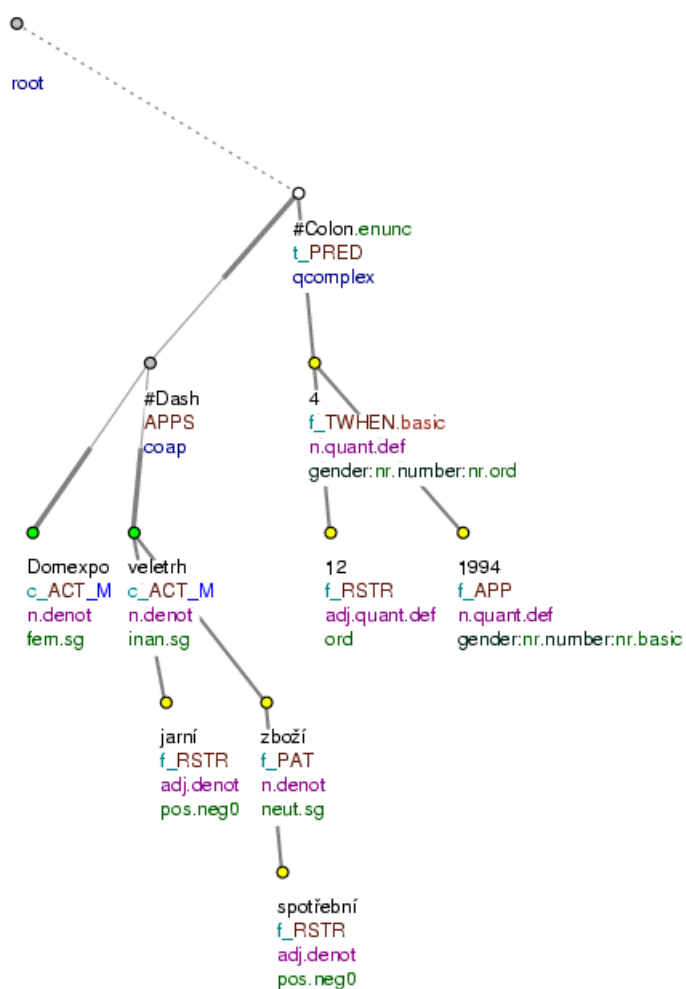 root
#Colon.enunc
t_PRED
qcomplex
#Dash
APPS
coap
4
f_TWHEN.basic
n.quant.def
gender:nr.number:nr.ord
Domexpo
c_ACT_M
n.denot
fem.sg
veletrh
c_ACT_M
n.denot
inan.sg
12
f_RSTR
adj.quant.def
ord
1994
f_APP
n.quant.def
gender:nr.number:nr.basic
jarní
f_RSTR
adj.denot
pos.neg0
zboží
f_PAT
n.denot
neut.sg
spotřební
f_RSTR
adj.denot
pos.neg0